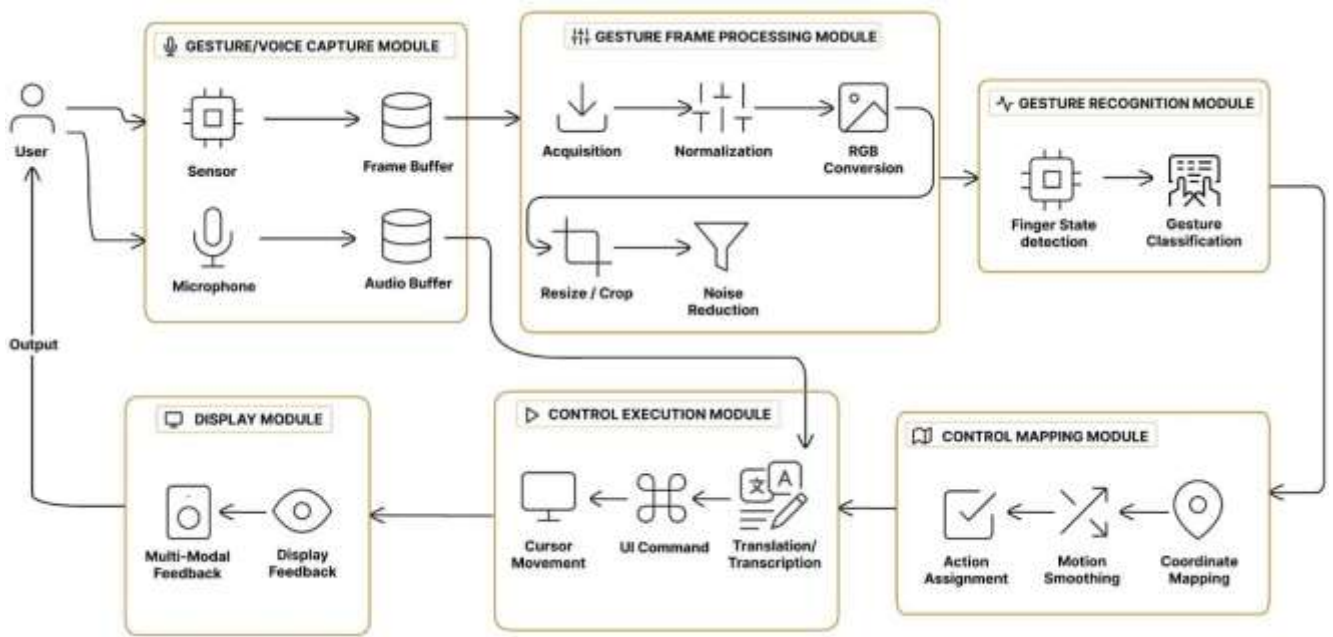 GESTURE/VOICE CAPTURE MODULE
GESTURE FRAME PROCESSING MODULE
GESTURE RECOGNITION MODULE
User
Sensor
Frame Buffer
Acquisition
Normalization
RGB
Conversion
Finger State
detection
Gesture
Classification
Microphone
Audio Buffer
Resize / Crop
Noise
Reduction
Output
DISPLAY MODULE
CONTROL EXECUTION MODULE
CONTROL MAPPING MODULE
文
A
Multi-Modal
Feedback
Display
Feedback
Cursor
Movement
UI Command
Translation/
Transcription
Action
Assignment
Motion
Smoothing
Coordinate
Mapping